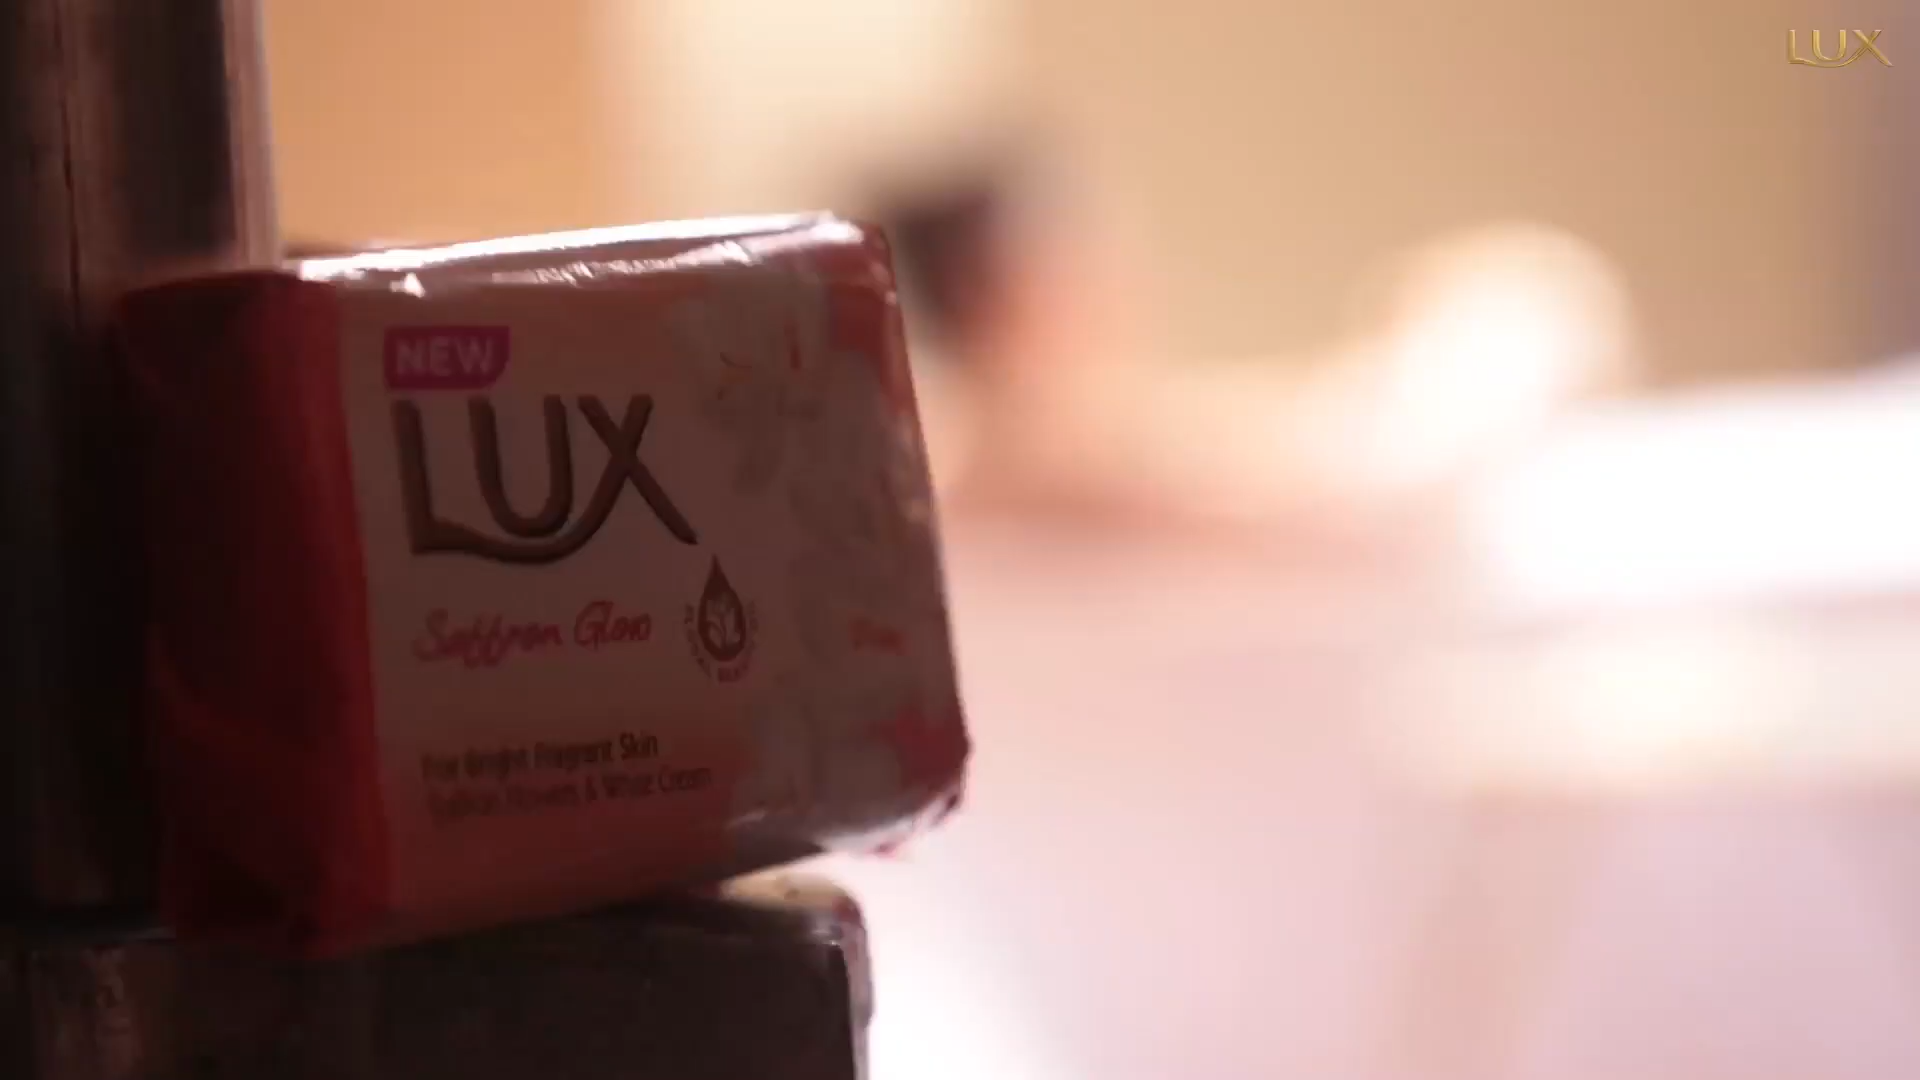 LUX
NEW
LUX
Saffron Glow
For Bright Fragrant Skin
Saffron Flowers & White Cream